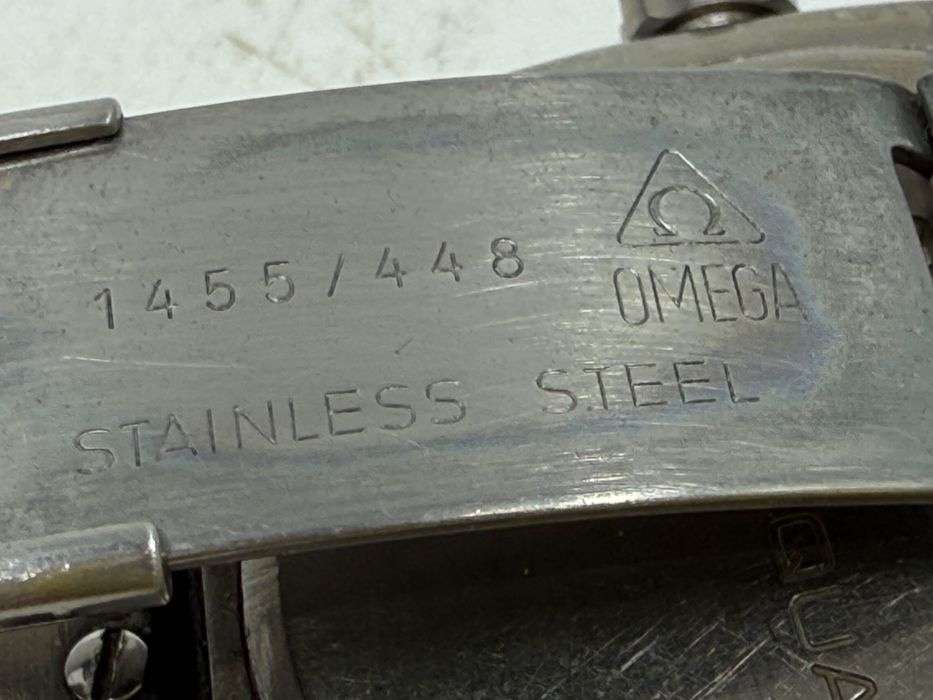 Ω
1455/448 OMEGA
STAINLESS STEEL